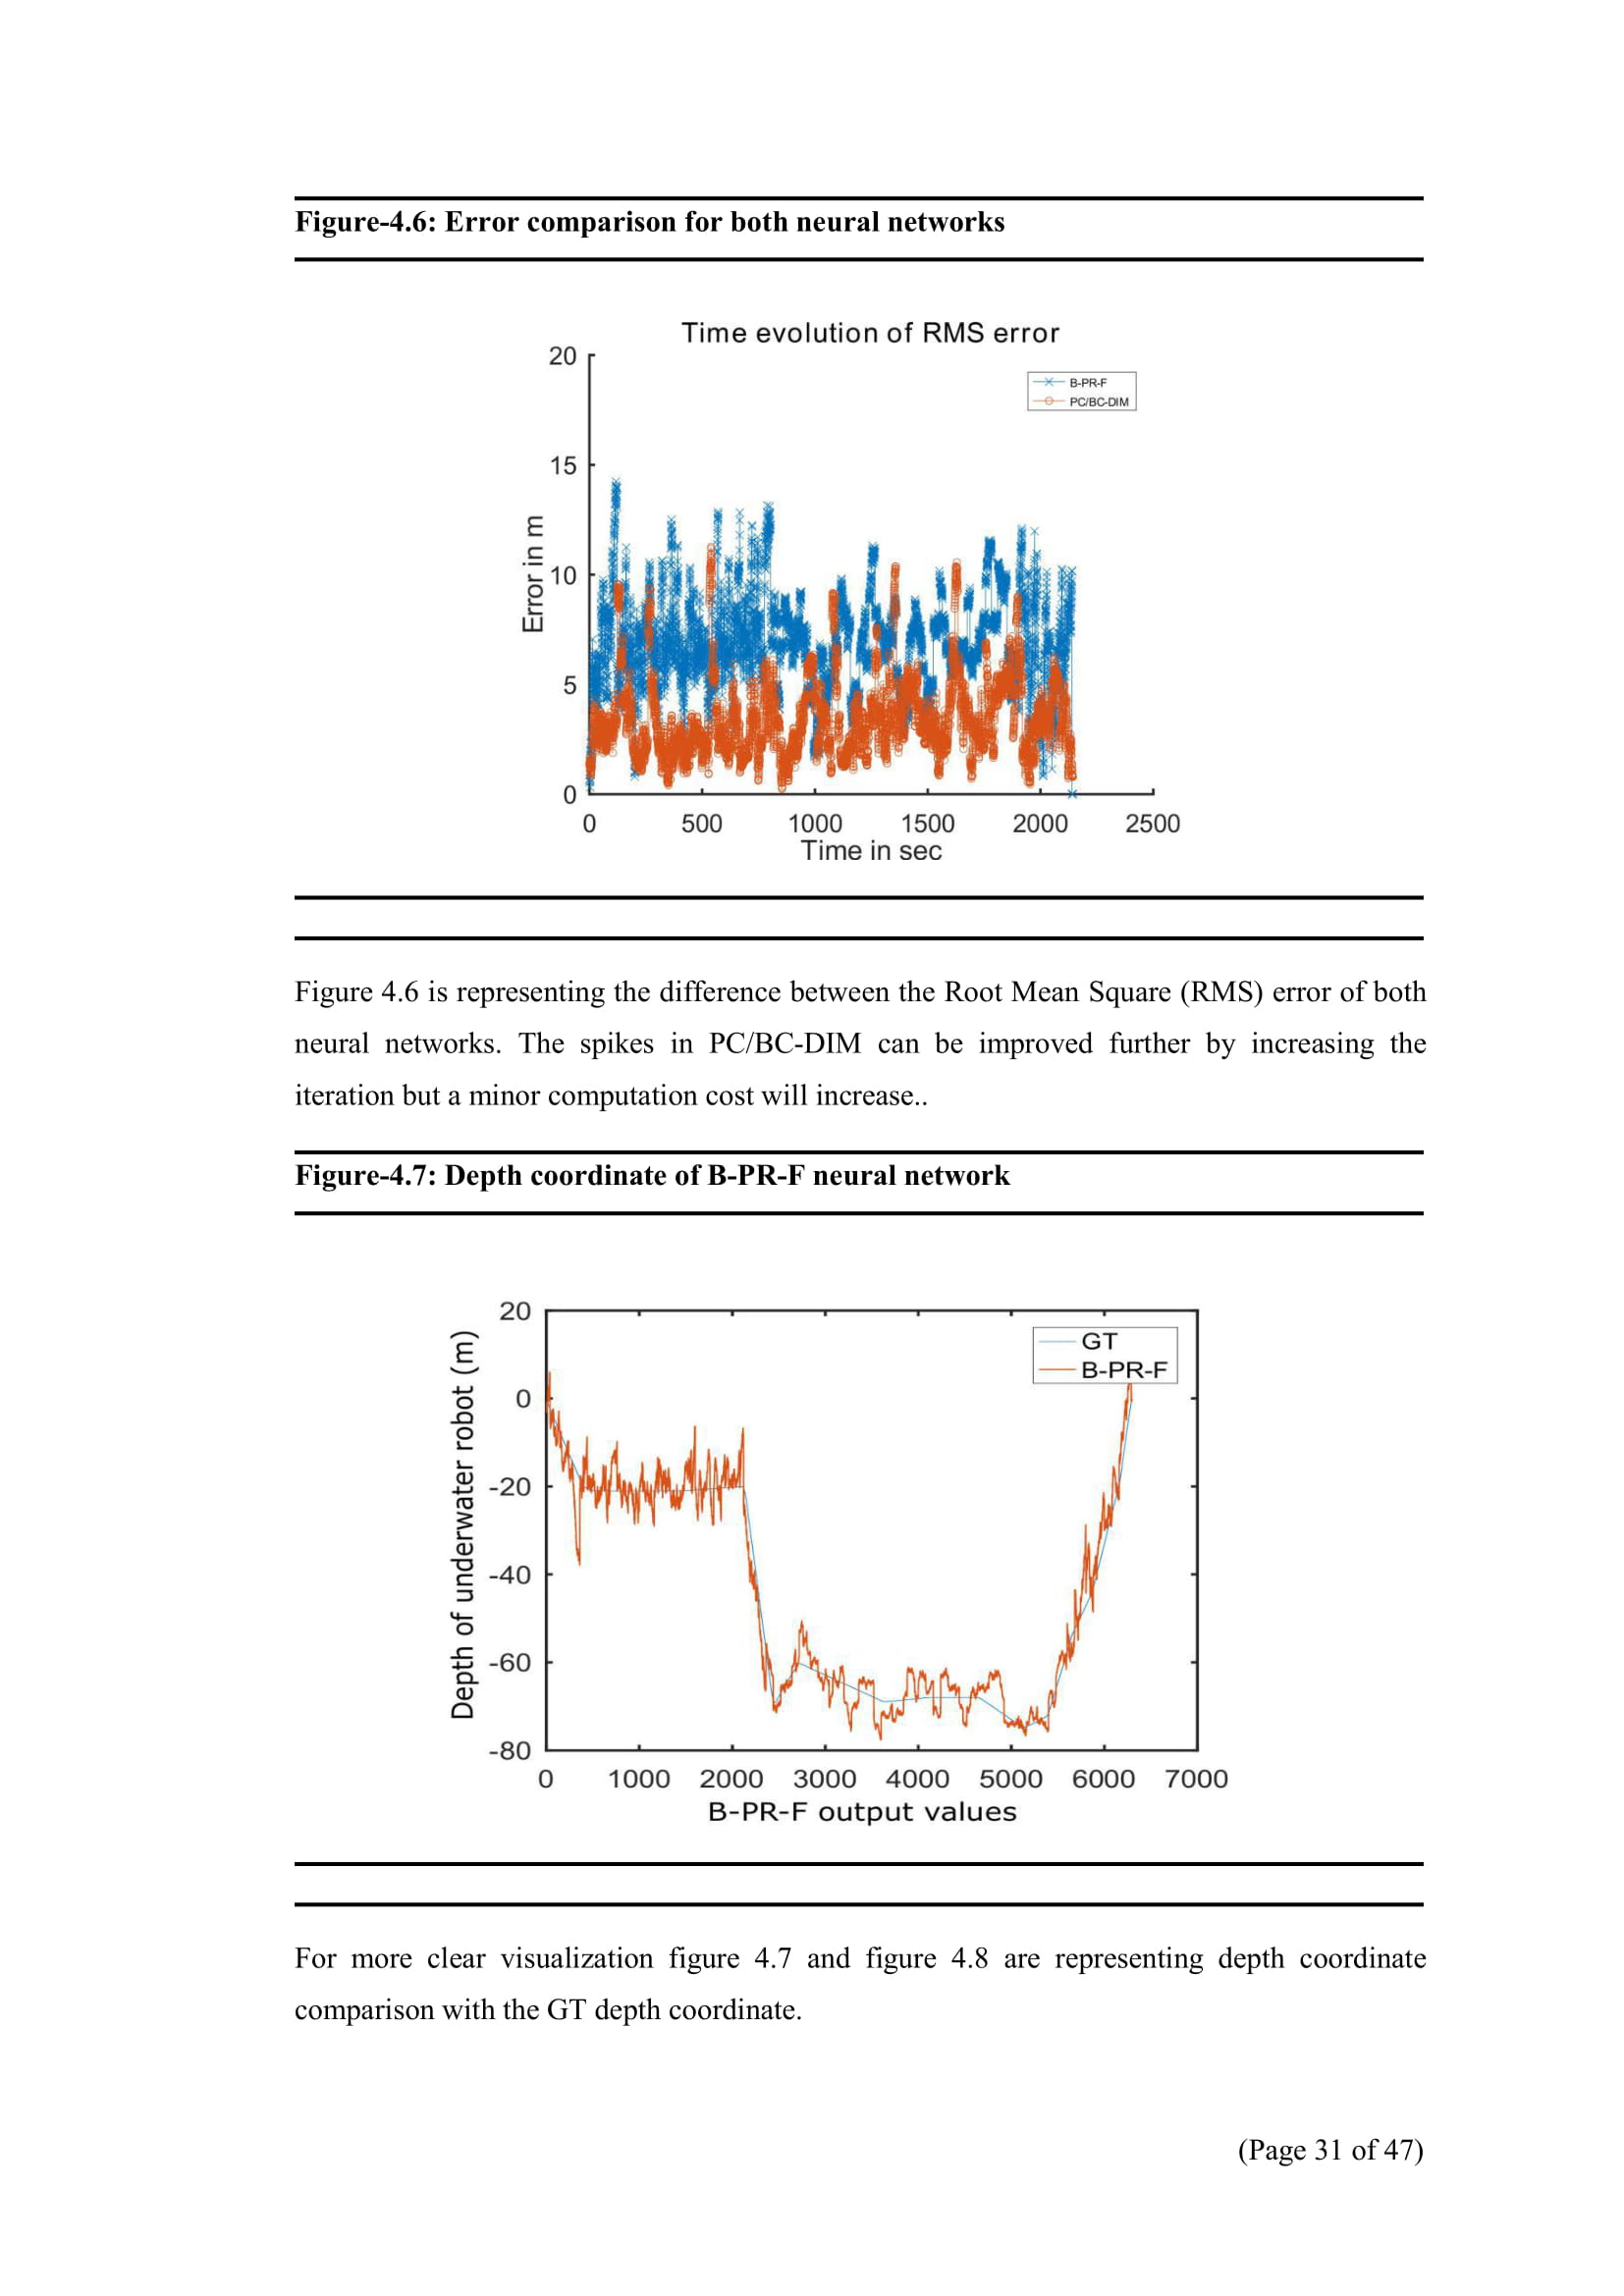 Figure-4.6: Error comparison for both neural networks
Time evolution of RMS error
20
15
10
5
0
Error in m
B-PR-F
PC/BC-DIM
0 500 1000 1500 2000 2500
Time in sec
Figure 4.6 is representing the difference between the Root Mean Square (RMS) error of both
neural networks. The spikes in PC/BC-DIM can be improved further by increasing the
iteration but a minor computation cost will increase..
Figure-4.7: Depth coordinate of B-PR-F neural network
20
0
-20
-40
-60
-80
Depth of underwater robot (m)
GT
B-PR-F
0 1000 2000 3000 4000 5000 6000 7000
B-PR-F output values
For more clear visualization figure 4.7 and figure 4.8 are representing depth coordinate
comparison with the GT depth coordinate.
(Page 31 of 47)